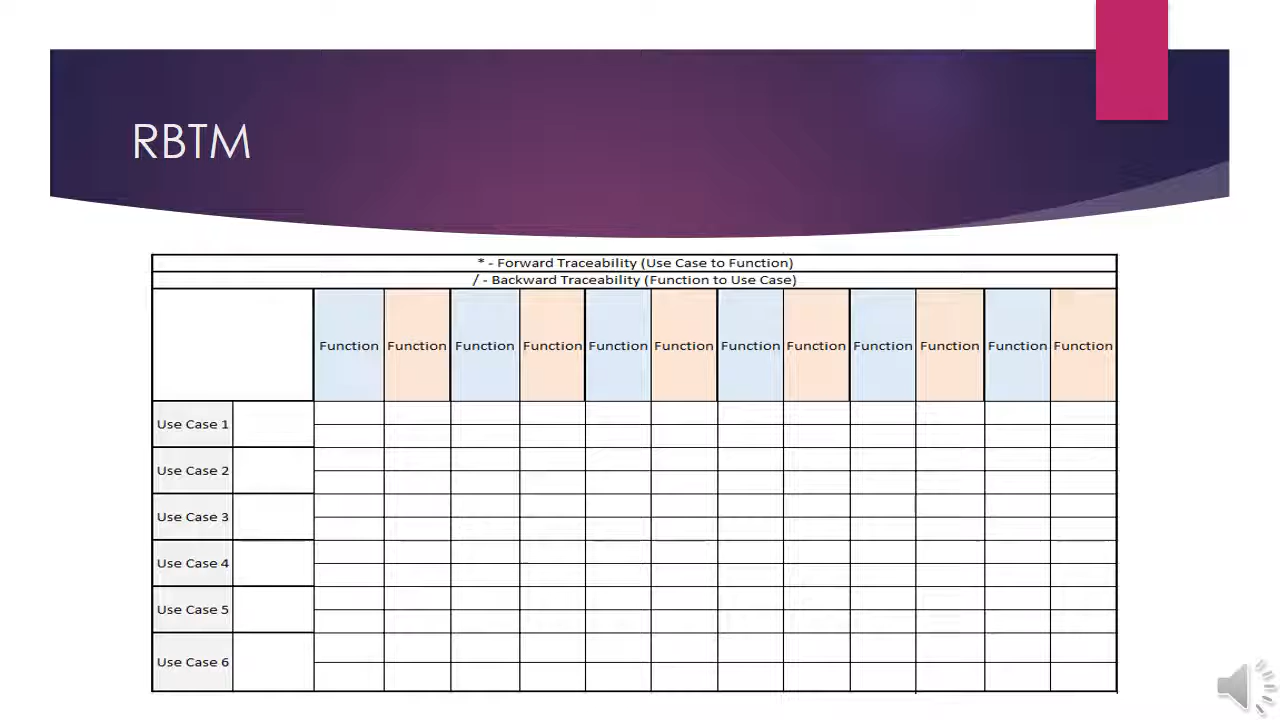 RBTM
* - Forward Traceability (Use Case to Function)
/ - Backward Traceability (Function to Use Case)
Function Function Function Function Function Function Function Function Function Function Function Function
Use Case 1
Use Case 2
Use Case 3
Use Case 4
Use Case 5
Use Case 6